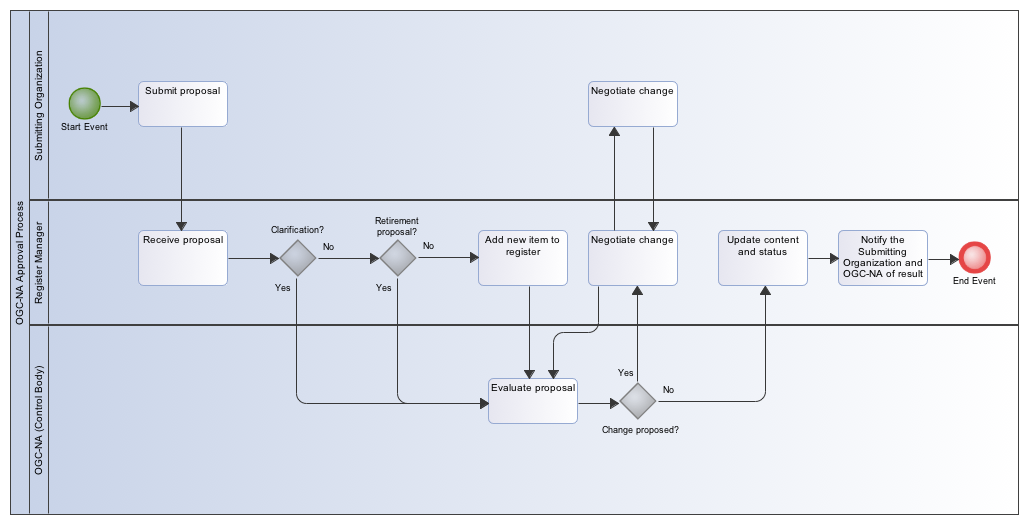 OGC-NA Approval Process
Submitting Organization
Start Event
Submit proposal
Negotiate change
Register Manager
Receive proposal
Clarification?
No
Yes
Retirement
proposal?
No
Yes
Add new item to
register
Negotiate change
Update content
and status
Notify the
Submitting
Organization and
OGC-NA of result
End Event
OGC-NA (Control Body)
Evaluate proposal
Yes
No
Change proposed?